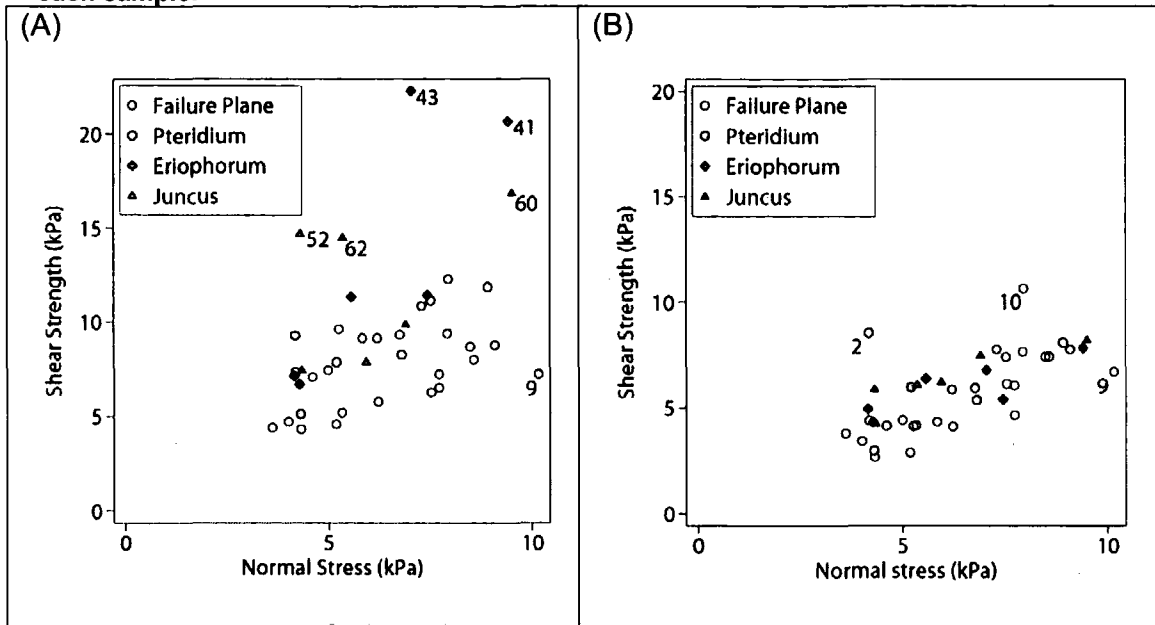 each sample.
(A)
Failure Plane
Pteridium
Eriophorum
Juncus
43
41
60
52
62
9
20
15
10
5
0
Shear Strength (kPa)
0 5 10
Normal Stress (kPa)
(B)
Failure Plane
Pteridium
Eriophorum
Juncus
10
2
9
20
15
10
5
0
Shear Strength (kPa)
0 5 10
Normal stress (kPa)